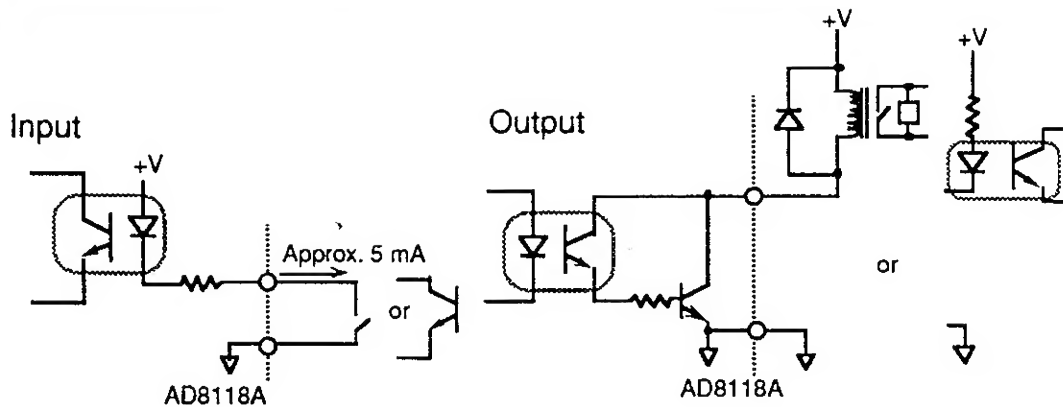 Input
+V
Approx. 5 mA
or
AD8118A
Output
+V
+V
or
AD8118A